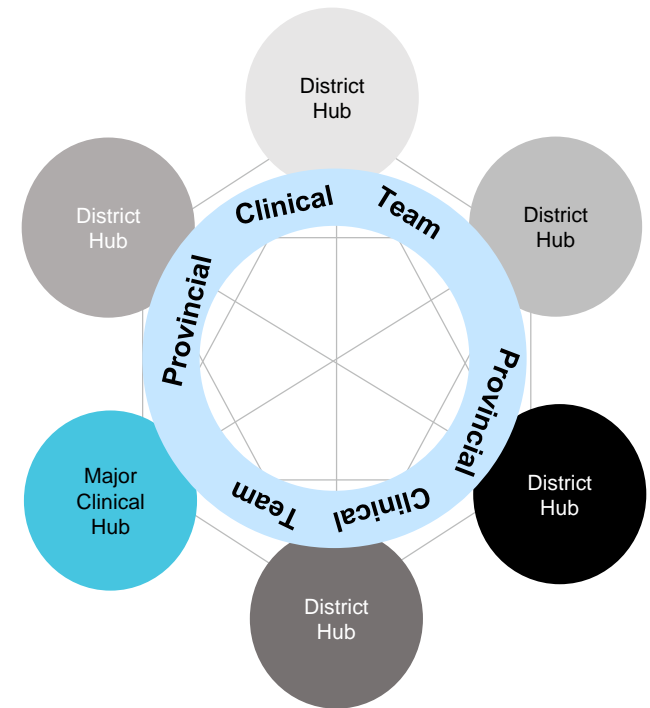 District
Hub
District
Hub
District
Hub
Provincial Clinical Team
Provincial Clinical Team
Major
Clinical
Hub
District
Hub
District
Hub